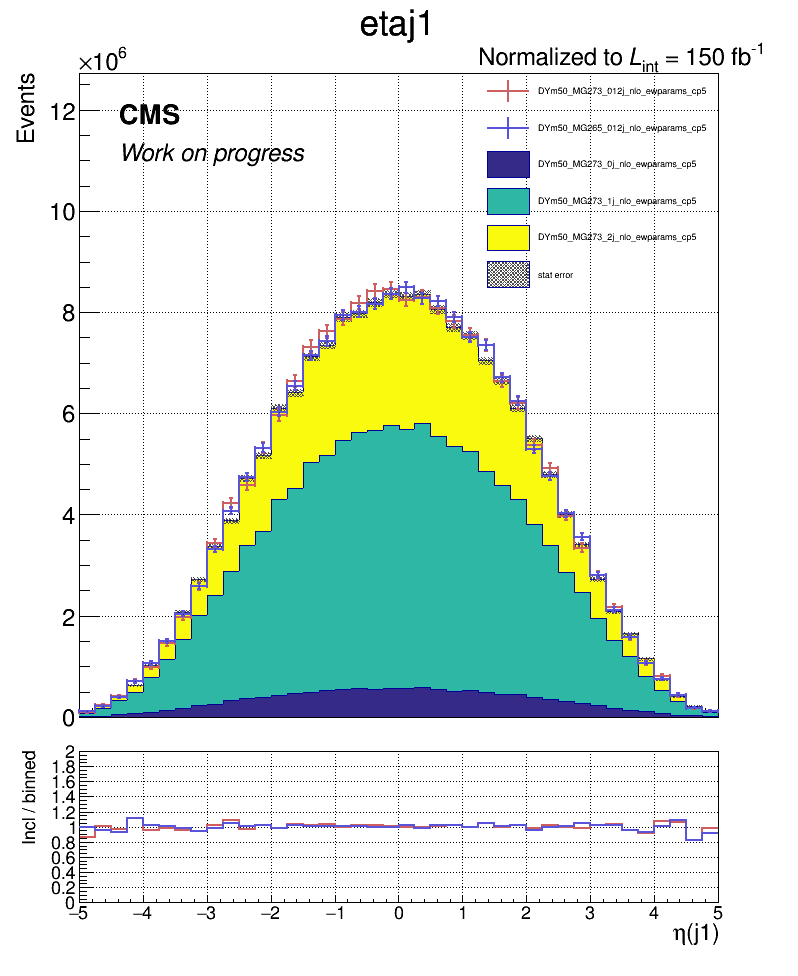 etaj1
×10⁶
Normalized to L_int = 150 fb⁻¹
Events
CMS
Work on progress
DYm50_MG273_012j_nlo_ewparams_cp5
DYm50_MG265_012j_nlo_ewparams_cp5
DYm50_MG273_0j_nlo_ewparams_cp5
DYm50_MG273_1j_nlo_ewparams_cp5
DYm50_MG273_2j_nlo_ewparams_cp5
stat error
12
10
8
6
4
2
0
Incl / binned
2
1.8
1.6
1.4
1.2
1
0.8
0.6
0.4
0.2
0
−5 −4 −3 −2 −1 0 1 2 3 4 5
η(j1)